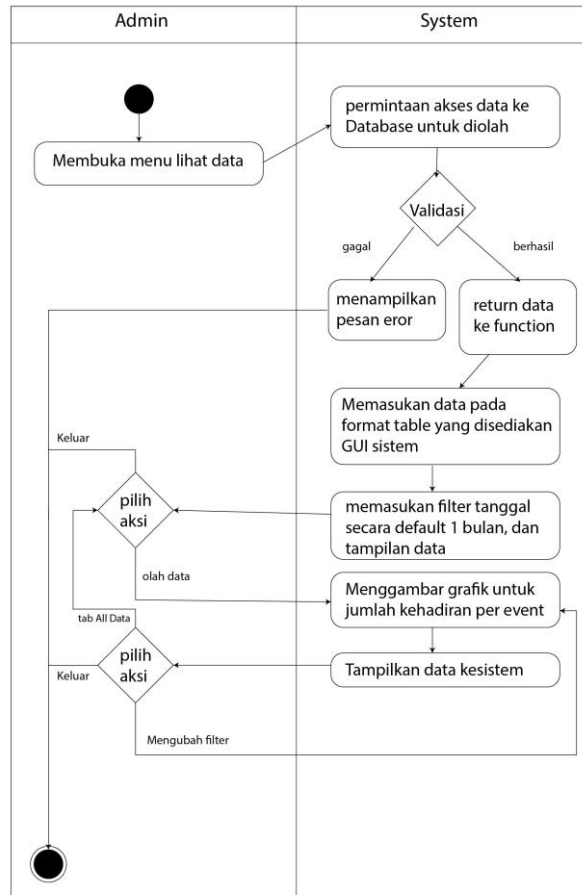 Admin
System
permintaan akses data ke
Database untuk diolah
Membuka menu lihat data
Validasi
gagal
berhasil
menampilkan
pesan eror
return data
ke function
Memasukan data pada
format table yang disediakan
GUI sistem
Keluar
pilih
aksi
memasukan filter tanggal
secara default 1 bulan, dan
tampilan data
olah data
Menggambar grafik untuk
jumlah kehadiran per event
tab All Data
pilih
aksi
Keluar
Tampilkan data kesistem
Mengubah filter